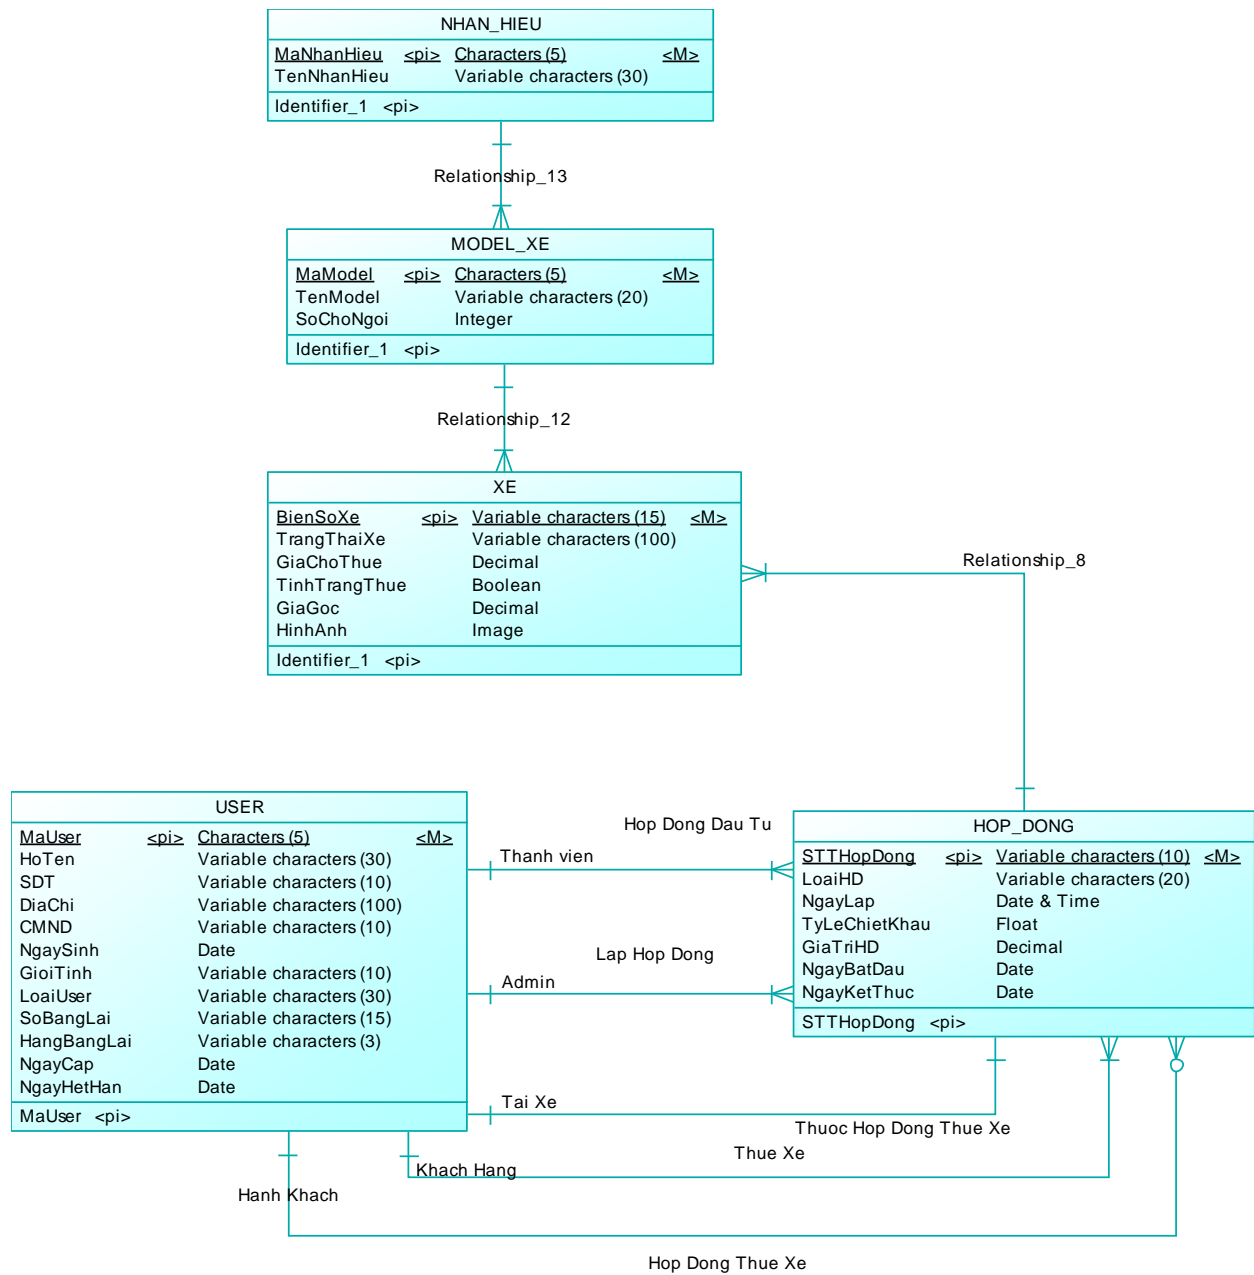 NHAN_HIEU
MaNhanHieu <pi> Characters (5) <M>
TenNhanHieu Variable characters (30)
Identifier_1 <pi>
Relationship_13
MODEL_XE
MaModel <pi> Characters (5) <M>
TenModel Variable characters (20)
SoChoNgoi Integer
Identifier_1 <pi>
Relationship_12
XE
BienSoXe <pi> Variable characters (15) <M>
TrangThaiXe Variable characters (100)
GiaChoThue Decimal
TinhTrangThue Boolean
GiaGoc Decimal
HinhAnh Image
Identifier_1 <pi>
Relationship_8
USER
MaUser <pi> Characters (5) <M>
HoTen Variable characters (30)
SDT Variable characters (10)
DiaChi Variable characters (100)
CMND Variable characters (10)
NgaySinh Date
GioiTinh Variable characters (10)
LoaiUser Variable characters (30)
SoBangLai Variable characters (15)
HangBangLai Variable characters (3)
NgayCap Date
NgayHetHan Date
MaUser <pi>
Hop Dong Dau Tu
Thanh vien
Lap Hop Dong
Admin
HOP_DONG
STTHopDong <pi> Variable characters (10) <M>
LoaiHD Variable characters (20)
NgayLap Date & Time
TyLeChietKhau Float
GiaTriHD Decimal
NgayBatDau Date
NgayKetThuc Date
STTHopDong <pi>
Tai Xe
Thuoc Hop Dong Thue Xe
Thue Xe
Khach Hang
Hanh Khach
Hop Dong Thue Xe